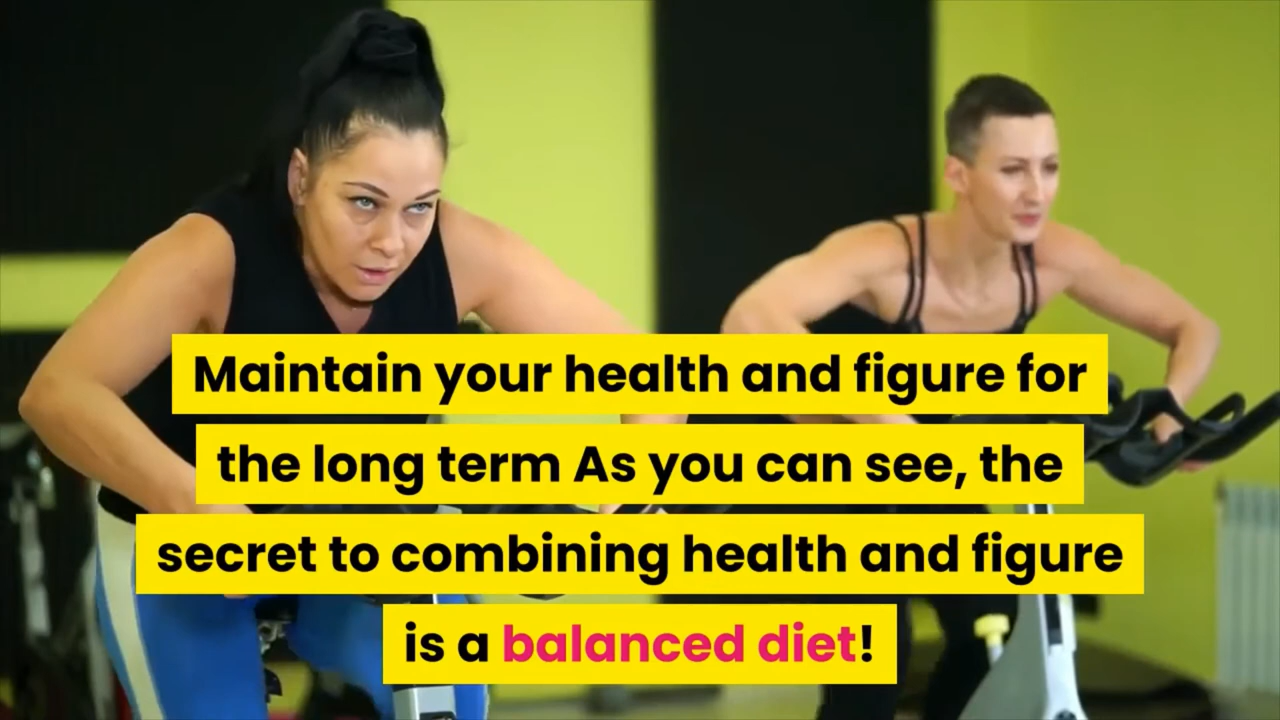 Maintain your health and figure for
the long term As you can see, the
secret to combining health and figure
is a balanced diet!